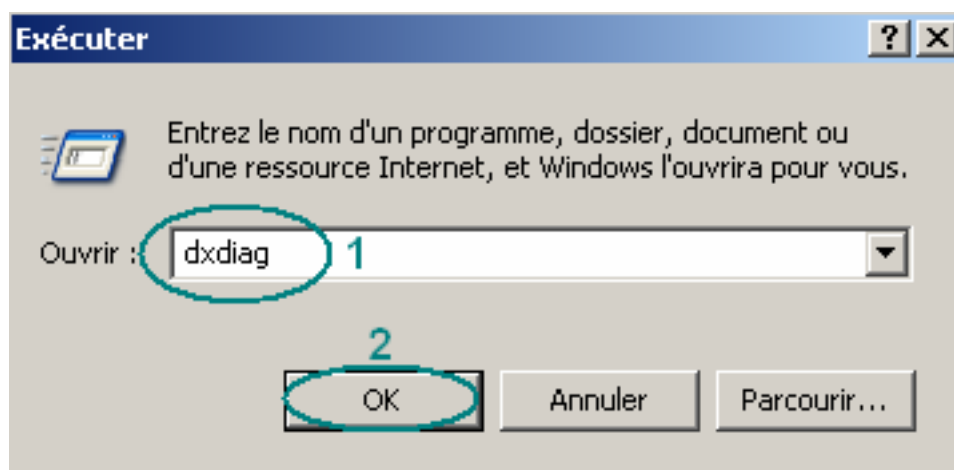 Exécuter
Entrez le nom d'un programme, dossier, document ou
d'une ressource Internet, et Windows l'ouvrira pour vous.
Ouvrir : dxdiag 1
2
OK Annuler Parcourir...